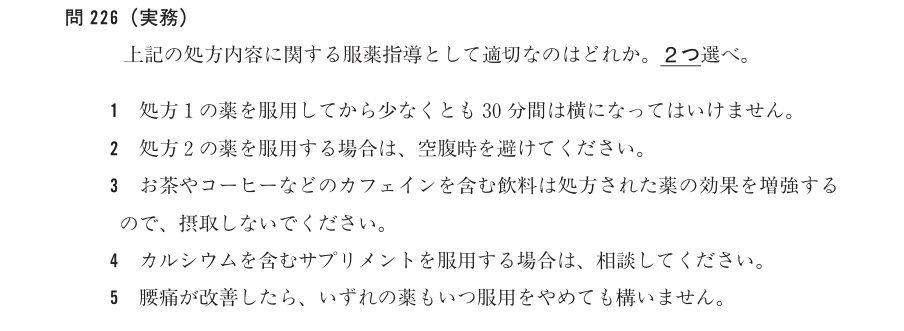 問 226（実務）
上記の処方内容に関する服薬指導として適切なのはどれか。２つ選べ。
1 処方１の薬を服用してから少なくとも 30 分間は横になってはいけません。
2 処方２の薬を服用する場合は、空腹時を避けてください。
3 お茶やコーヒーなどのカフェインを含む飲料は処方された薬の効果を増強する
ので、摂取しないでください。
4 カルシウムを含むサプリメントを服用する場合は、相談してください。
5 腰痛が改善したら、いずれの薬もいつ服用をやめても構いません。